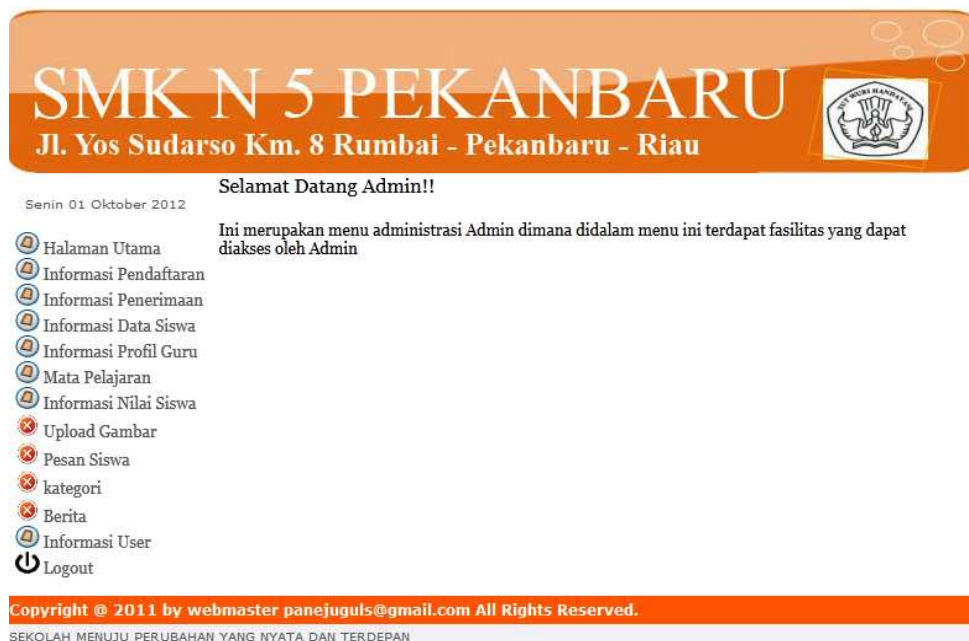 SMK N 5 PEKANBARU
Jl. Yos Sudarso Km. 8 Rumbai - Pekanbaru - Riau
TUT WURI HANDAYANI
Senin 01 Oktober 2012
Halaman Utama
Informasi Pendaftaran
Informasi Penerimaan
Informasi Data Siswa
Informasi Profil Guru
Mata Pelajaran
Informasi Nilai Siswa
Upload Gambar
Pesan Siswa
kategori
Berita
Informasi User
Logout
Selamat Datang Admin!!
Ini merupakan menu administrasi Admin dimana didalam menu ini terdapat fasilitas yang dapat
diakses oleh Admin
Copyright @ 2011 by webmaster panejuguls@gmail.com All Rights Reserved.
SEKOLAH MENUJU PERUBAHAN YANG NYATA DAN TERDEPAN